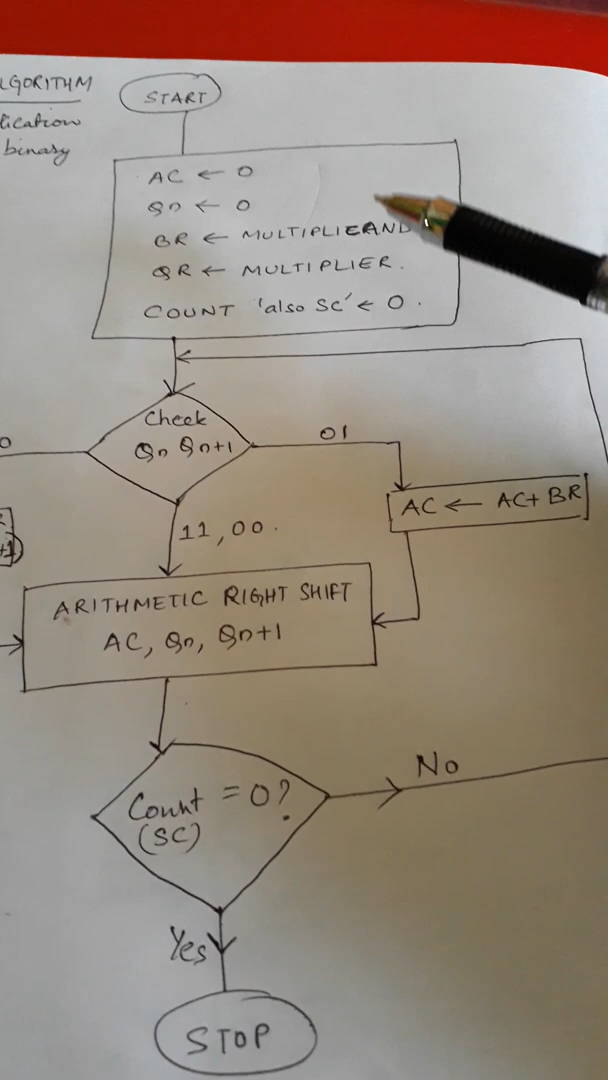 LGORITHM
lication
binary
START
AC ← 0
Qn ← 0
BR ← MULTIPLICAND
QR ← MULTIPLIER.
COUNT 'also SC' ← 0.
Check
Qn Qn+1
0
01
AC ← AC+BR
+1)
11,00.
ARITHMETIC RIGHT SHIFT
AC, Qn, Qn+1
Count = 0?
(SC)
No
Yes
STOP